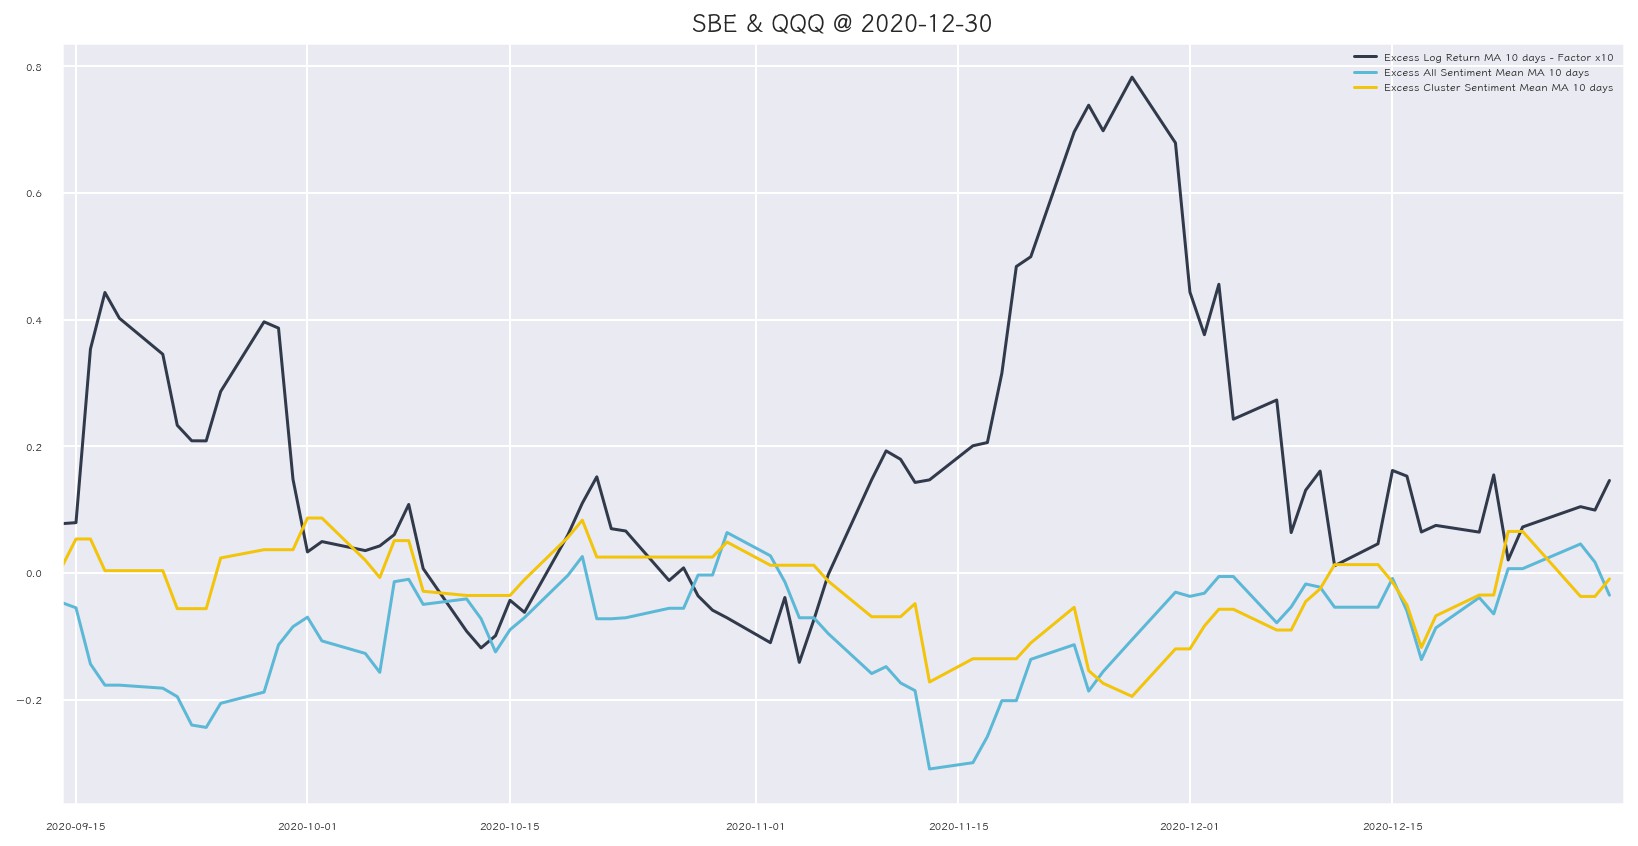 SBE & QQQ @ 2020-12-30
Excess Log Return MA 10 days - Factor x10
Excess All Sentiment Mean MA 10 days
Excess Cluster Sentiment Mean MA 10 days
0.8
0.6
0.4
0.2
0.0
−0.2
2020-09-15 2020-10-01 2020-10-15 2020-11-01 2020-11-15 2020-12-01 2020-12-15